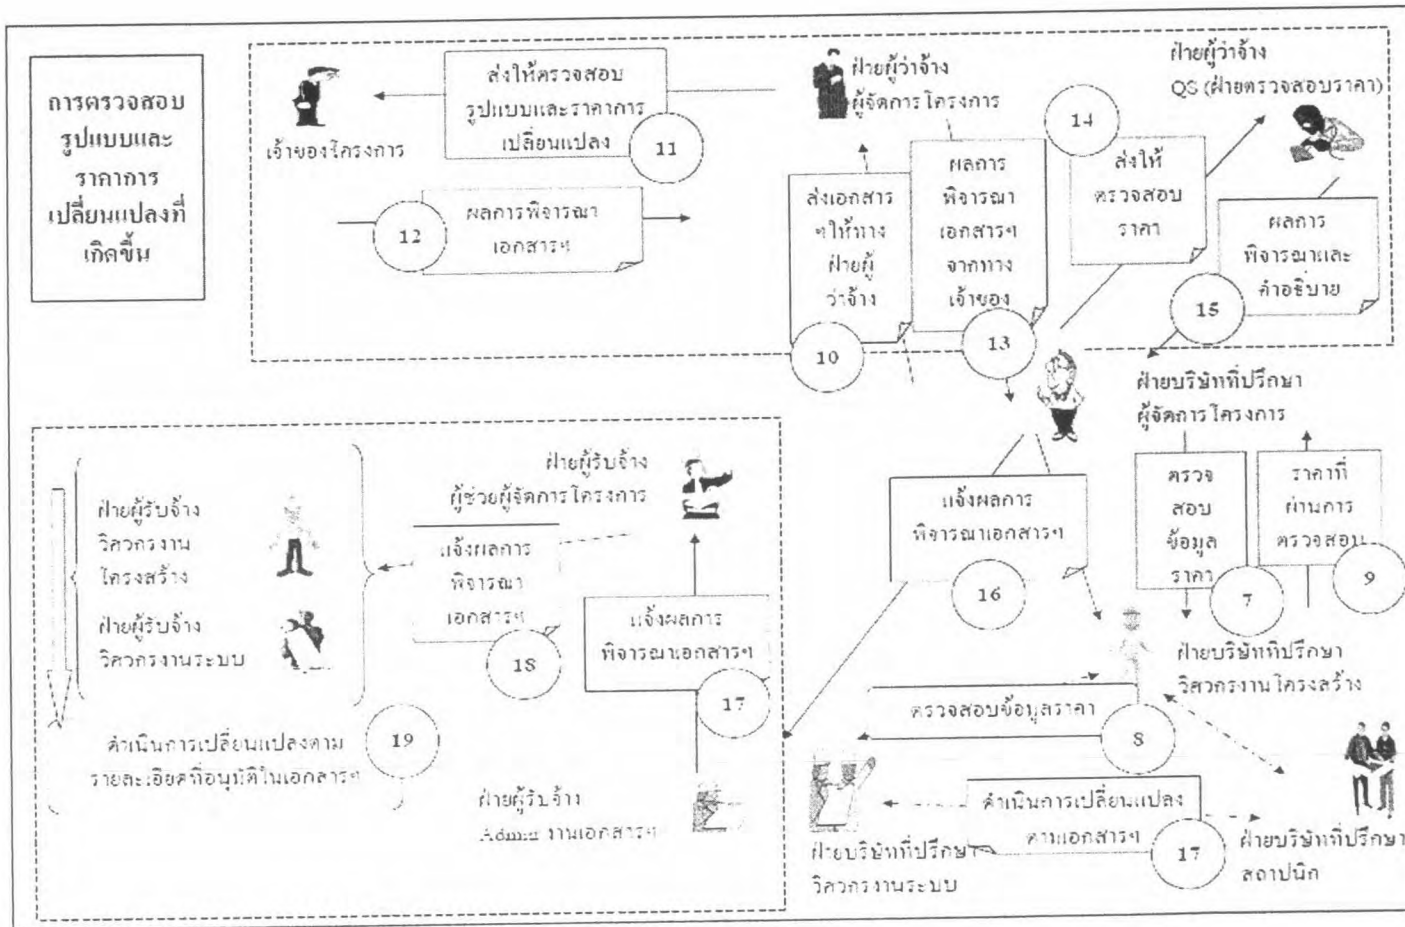 การตรวจสอบ
รูปแบบและ
ราคาการ
เปลี่ยนแปลงที่
เกิดขึ้น
เจ้าของโครงการ
ส่งให้ตรวจสอบ
รูปแบบและราคาการ
เปลี่ยนแปลง
11
ผลการพิจารณา
เอกสารฯ
12
ฝ่ายผู้ว่าจ้าง
ผู้จัดการโครงการ
ส่งเอกสาร
ฯให้ทาง
ฝ่ายผู้
ว่าจ้าง
10
ผลการ
พิจารณา
เอกสารฯ
จากทาง
เจ้าของ
13
14
ส่งให้
ตรวจสอบ
ราคา
ฝ่ายผู้ว่าจ้าง
QS (ฝ่ายตรวจสอบราคา)
ผลการ
พิจารณาและ
คำอธิบาย
15
ฝ่ายบริษัทที่ปรึกษา
ผู้จัดการโครงการ
ตรวจ
สอบ
ข้อมูล
ราคา
7
ราคาที่
ผ่านการ
ตรวจสอบ
9
แจ้งผลการ
พิจารณาเอกสารฯ
16
ฝ่ายบริษัทที่ปรึกษา
วิศวกรงานโครงสร้าง
ตรวจสอบข้อมูลราคา
8
ดำเนินการเปลี่ยนแปลง
ตามเอกสารฯ
17
ฝ่ายบริษัทที่ปรึกษา
วิศวกรงานระบบ
ฝ่ายบริษัทที่ปรึกษา
สถาปนิก
ฝ่ายผู้รับจ้าง
ผู้ช่วยผู้จัดการโครงการ
ฝ่ายผู้รับจ้าง
วิศวกรงาน
โครงสร้าง
ฝ่ายผู้รับจ้าง
วิศวกรงานระบบ
แจ้งผลการ
พิจารณา
เอกสารฯ
18
แจ้งผลการ
พิจารณาเอกสารฯ
17
ดำเนินการเปลี่ยนแปลงตาม
รายละเอียดที่อนุมัติในเอกสารฯ
19
ฝ่ายผู้รับจ้าง
Admin งานเอกสารฯ